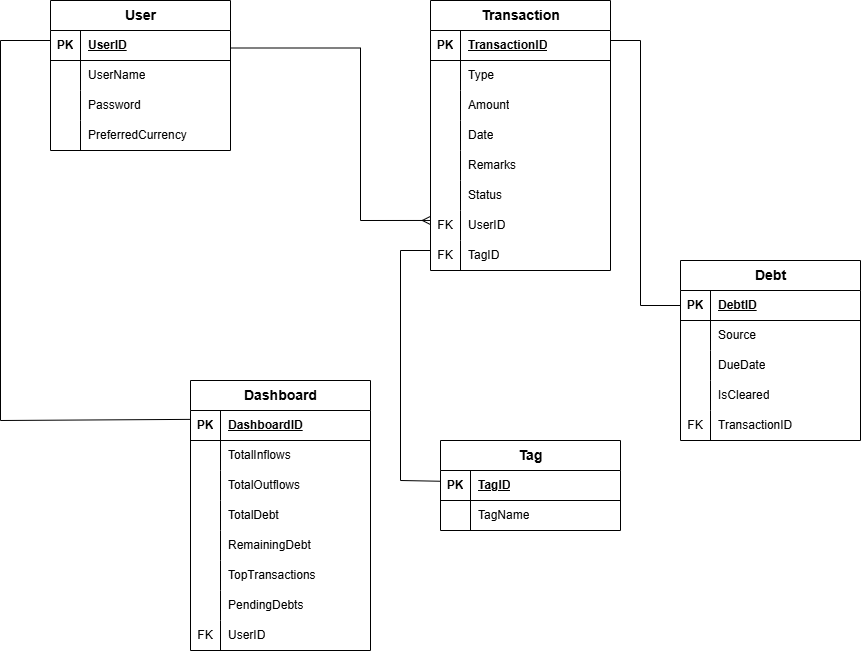 User
PK UserID
UserName
Password
PreferredCurrency
Transaction
PK TransactionID
Type
Amount
Date
Remarks
Status
FK UserID
FK TagID
Debt
PK DebtID
Source
DueDate
IsCleared
FK TransactionID
Dashboard
PK DashboardID
TotalInflows
TotalOutflows
TotalDebt
RemainingDebt
TopTransactions
PendingDebts
FK UserID
Tag
PK TagID
TagName